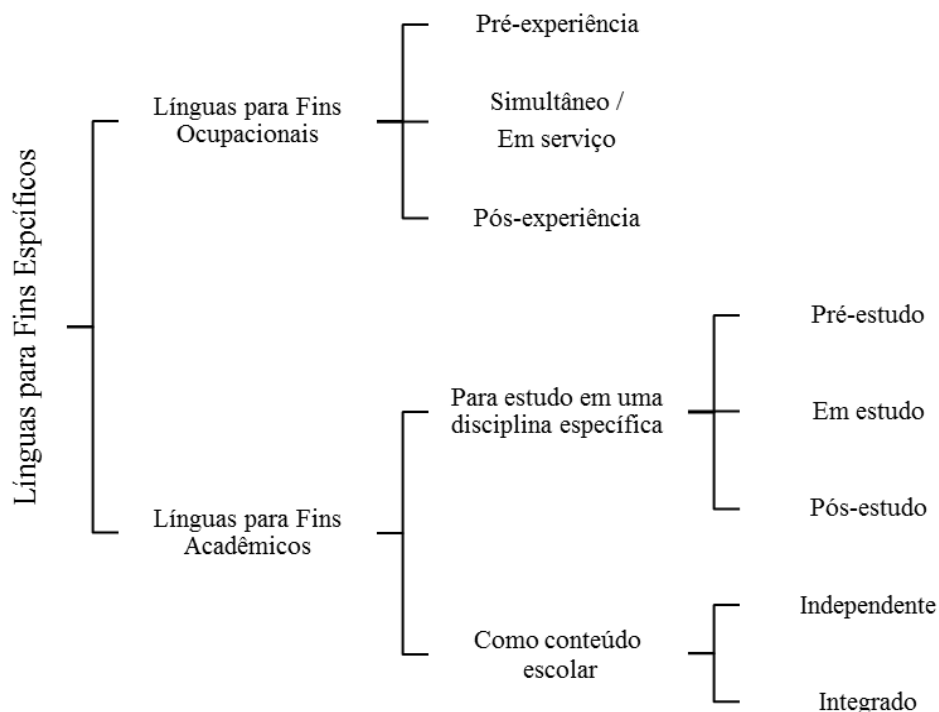 Línguas para Fins Espcíficos
Línguas para Fins
Ocupacionais
Pré-experiência
Simultâneo /
Em serviço
Pós-experiência
Línguas para Fins
Acadêmicos
Para estudo em uma
disciplina específica
Pré-estudo
Em estudo
Pós-estudo
Como conteúdo
escolar
Independente
Integrado